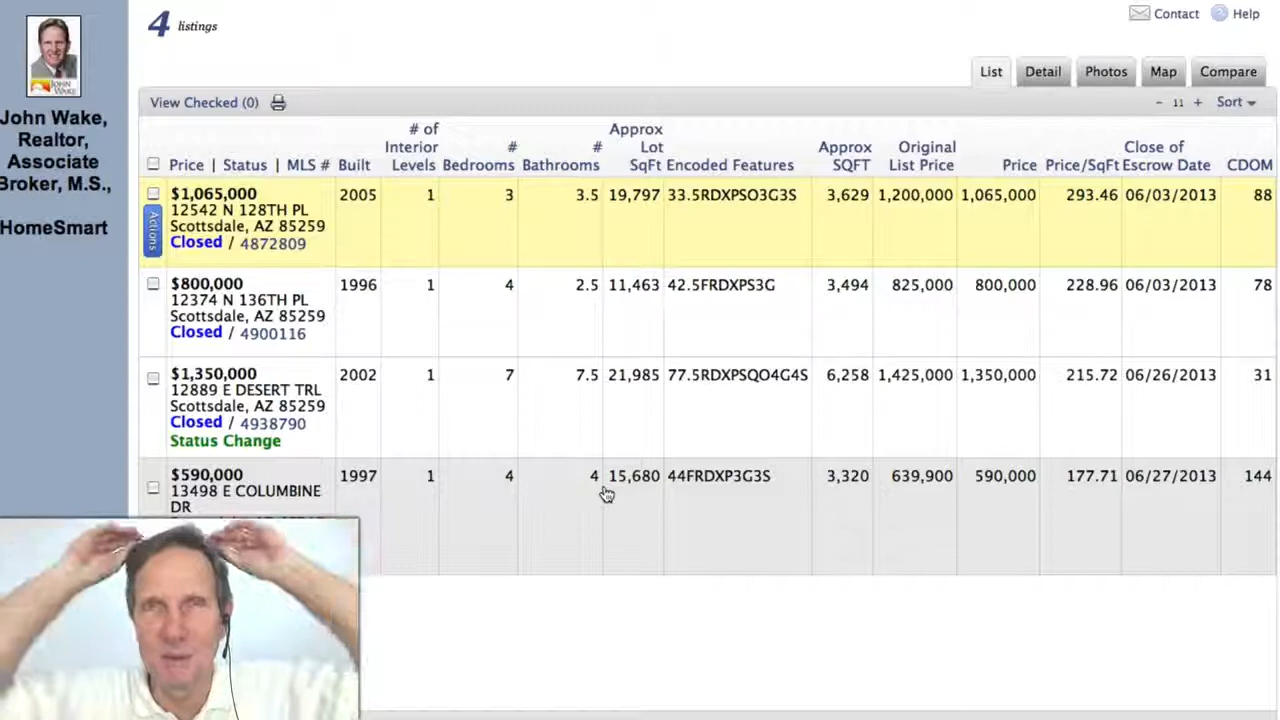 4 listings
Contact Help
JOHN WAKE
John Wake,
Realtor,
Associate
Broker, M.S.,
HomeSmart
List Detail Photos Map Compare
View Checked (0)
- 11 + Sort
Price | Status | MLS # Built # of Interior Levels # Bedrooms # Bathrooms Approx Lot SqFt Encoded Features Approx SQFT Original List Price Price Price/SqFt Close of Escrow Date CDOM
Actions
$1,065,000 2005 1 3 3.5 19,797 33.5RDXPSO3G3S 3,629 1,200,000 1,065,000 293.46 06/03/2013 88
12542 N 128TH PL
Scottsdale, AZ 85259
Closed / 4872809
$800,000 1996 1 4 2.5 11,463 42.5FRDXPS3G 3,494 825,000 800,000 228.96 06/03/2013 78
12374 N 136TH PL
Scottsdale, AZ 85259
Closed / 4900116
$1,350,000 2002 1 7 7.5 21,985 77.5RDXPSQO4G4S 6,258 1,425,000 1,350,000 215.72 06/26/2013 31
12889 E DESERT TRL
Scottsdale, AZ 85259
Closed / 4938790
Status Change
$590,000 1997 1 4 4 15,680 44FRDXP3G3S 3,320 639,900 590,000 177.71 06/27/2013 144
13498 E COLUMBINE
DR